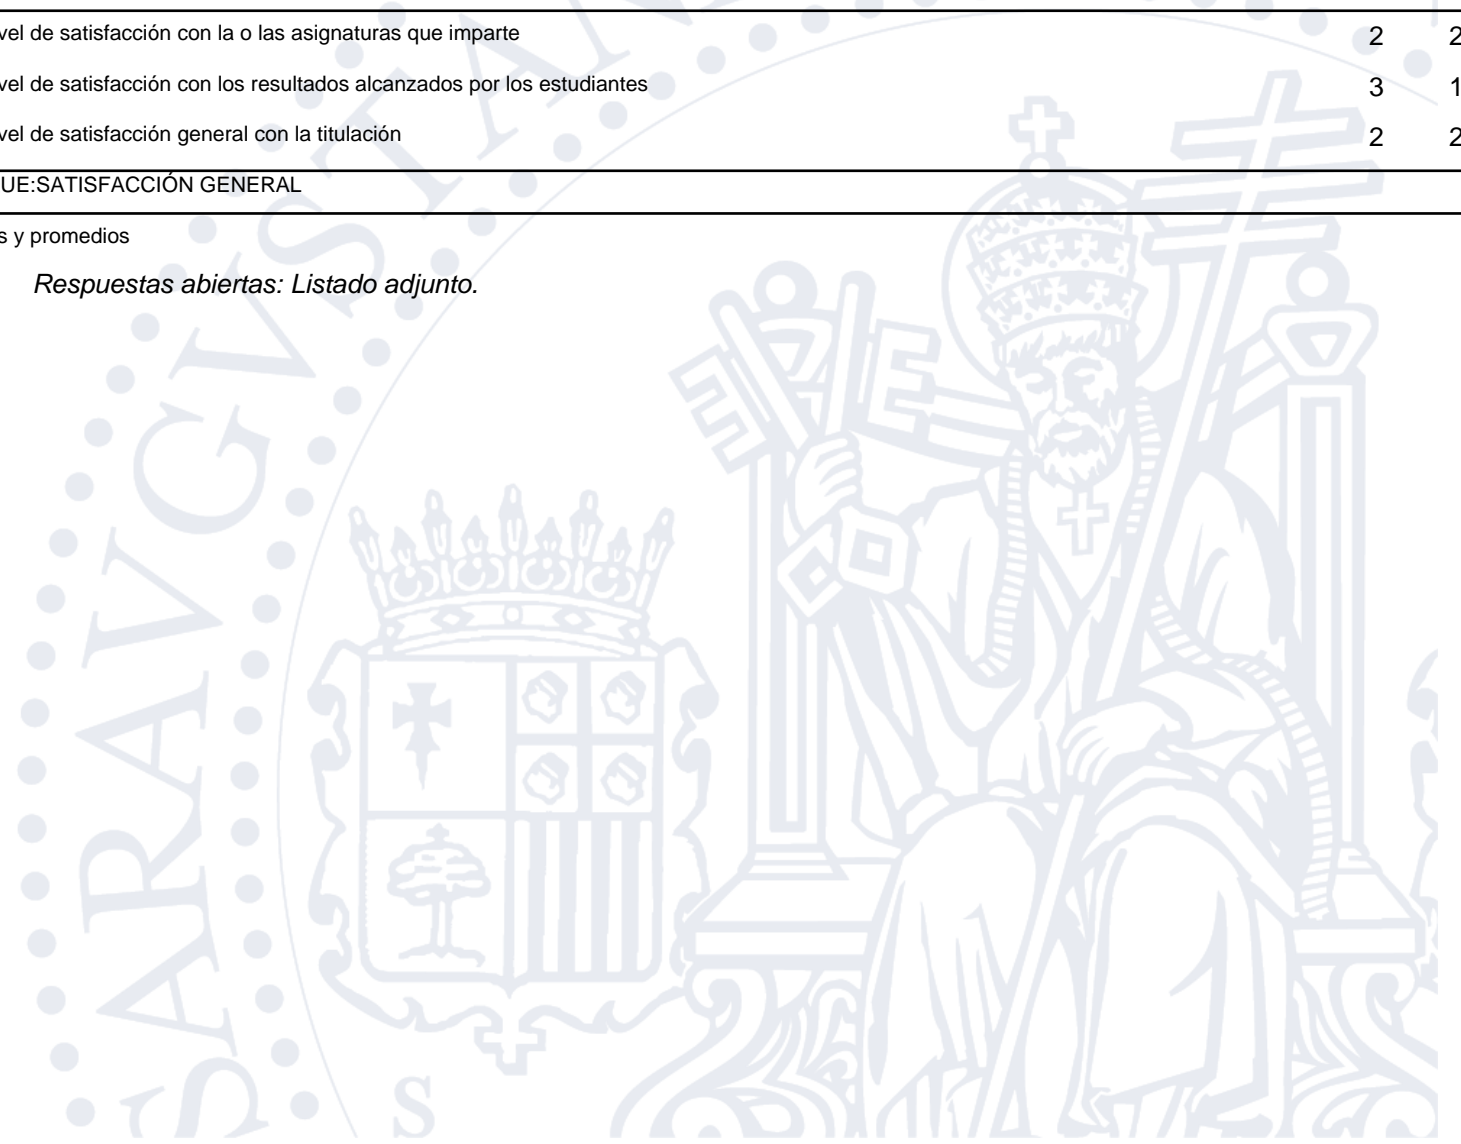 vel de satisfacción con la o las asignaturas que imparte 2 2
vel de satisfacción con los resultados alcanzados por los estudiantes 3 1
vel de satisfacción general con la titulación 2 2
UE:SATISFACCIÓN GENERAL
s y promedios
Respuestas abiertas: Listado adjunto.
SARAVGVSTAN
S